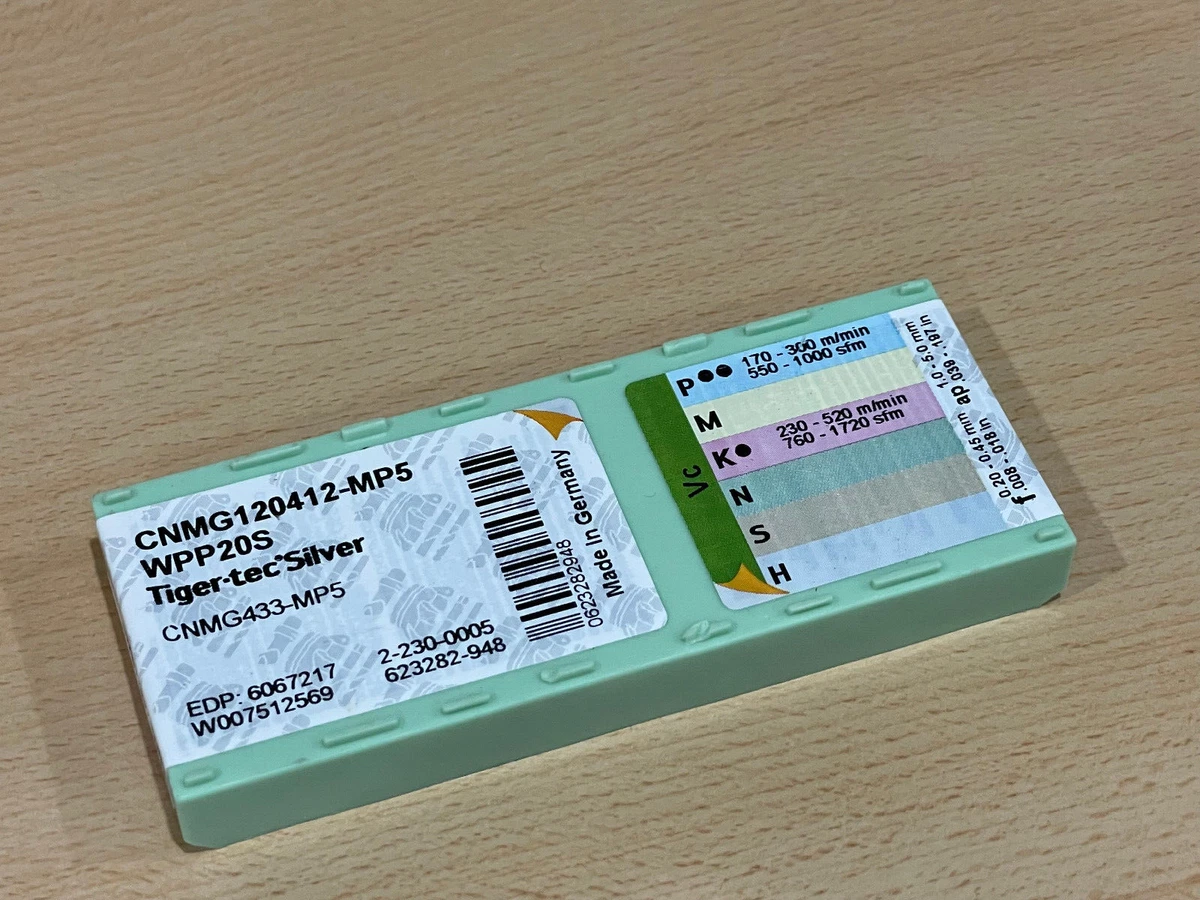 CNMG120412-MP5
WPP20S
Tiger·tec®Silver
CNMG433-MP5
EDP: 6067217
W007512569
2-230-0005
623282-948
0623282948
Made in Germany
Vc
P●● 170 - 300 m/min
550 - 1000 sfm
M
K● 230 - 520 m/min
760 - 1720 sfm
N
S
H
f 0.20 - 0.45 mm
.008 - .018 in
ap 1.0 - 5.0 mm
.039 - .197 in